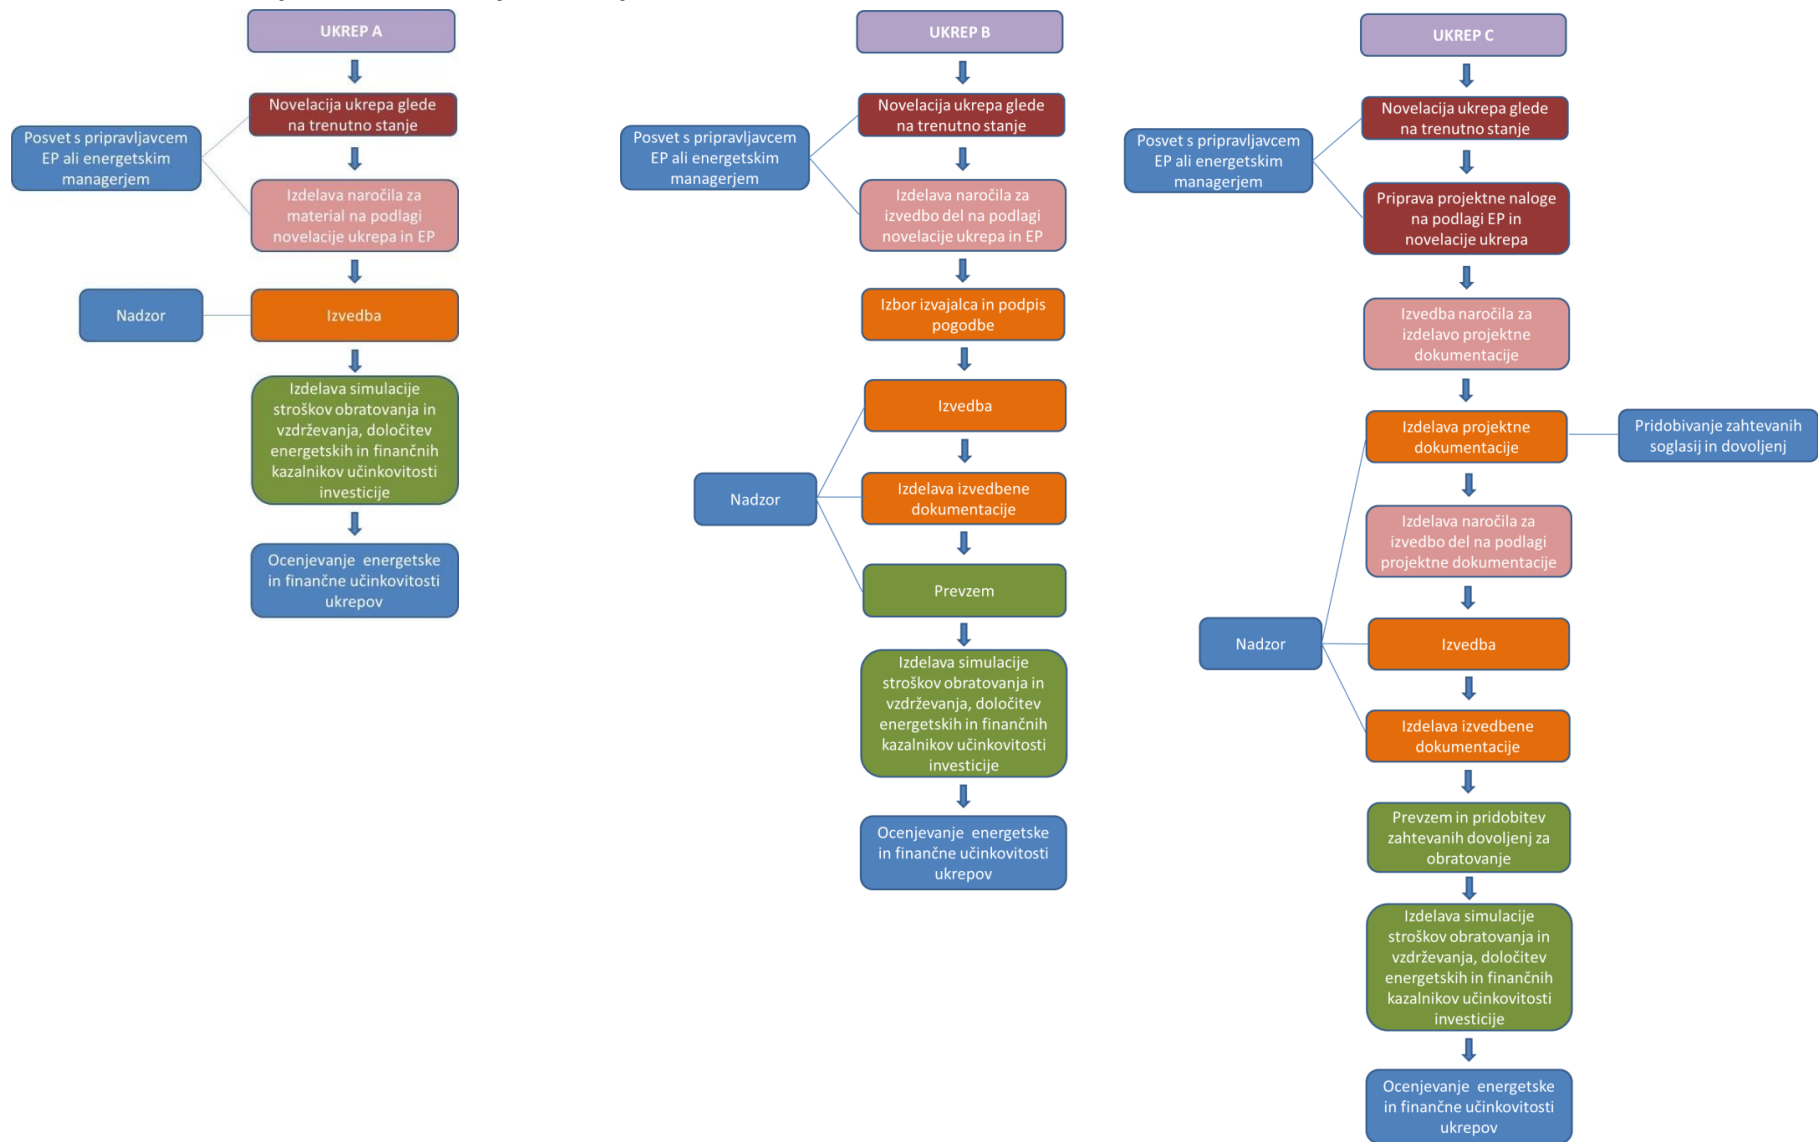 UKREP A
Novelacija ukrepa glede
na trenutno stanje
Posvet s pripravljavcem
EP ali energetskim
managerjem
Izdelava naročila za
material na podlagi
novelacije ukrepa in EP
Nadzor
Izvedba
Izdelava simulacije
stroškov obratovanja in
vzdrževanja, določitev
energetskih in finančnih
kazalnikov učinkovitosti
investicije
Ocenjevanje energetske
in finančne učinkovitosti
ukrepov
UKREP B
Novelacija ukrepa glede
na trenutno stanje
Posvet s pripravljavcem
EP ali energetskim
managerjem
Izdelava naročila za
izvedbo del na podlagi
novelacije ukrepa in EP
Izbor izvajalca in podpis
pogodbe
Izvedba
Nadzor
Izdelava izvedbene
dokumentacije
Prevzem
Izdelava simulacije
stroškov obratovanja in
vzdrževanja, določitev
energetskih in finančnih
kazalnikov učinkovitosti
investicije
Ocenjevanje energetske
in finančne učinkovitosti
ukrepov
UKREP C
Novelacija ukrepa glede
na trenutno stanje
Posvet s pripravljavcem
EP ali energetskim
managerjem
Priprava projektne naloge
na podlagi EP in
novelacije ukrepa
Izvedba naročila za
izdelavo projektne
dokumentacije
Izdelava projektne
dokumentacije
Pridobivanje zahtevanih
soglasij in dovoljenj
Izdelava naročila za
izvedbo del na podlagi
projektne dokumentacije
Nadzor
Izvedba
Izdelava izvedbene
dokumentacije
Prevzem in pridobitev
zahtevanih dovoljenj za
obratovanje
Izdelava simulacije
stroškov obratovanja in
vzdrževanja, določitev
energetskih in finančnih
kazalnikov učinkovitosti
investicije
Ocenjevanje energetske
in finančne učinkovitosti
ukrepov